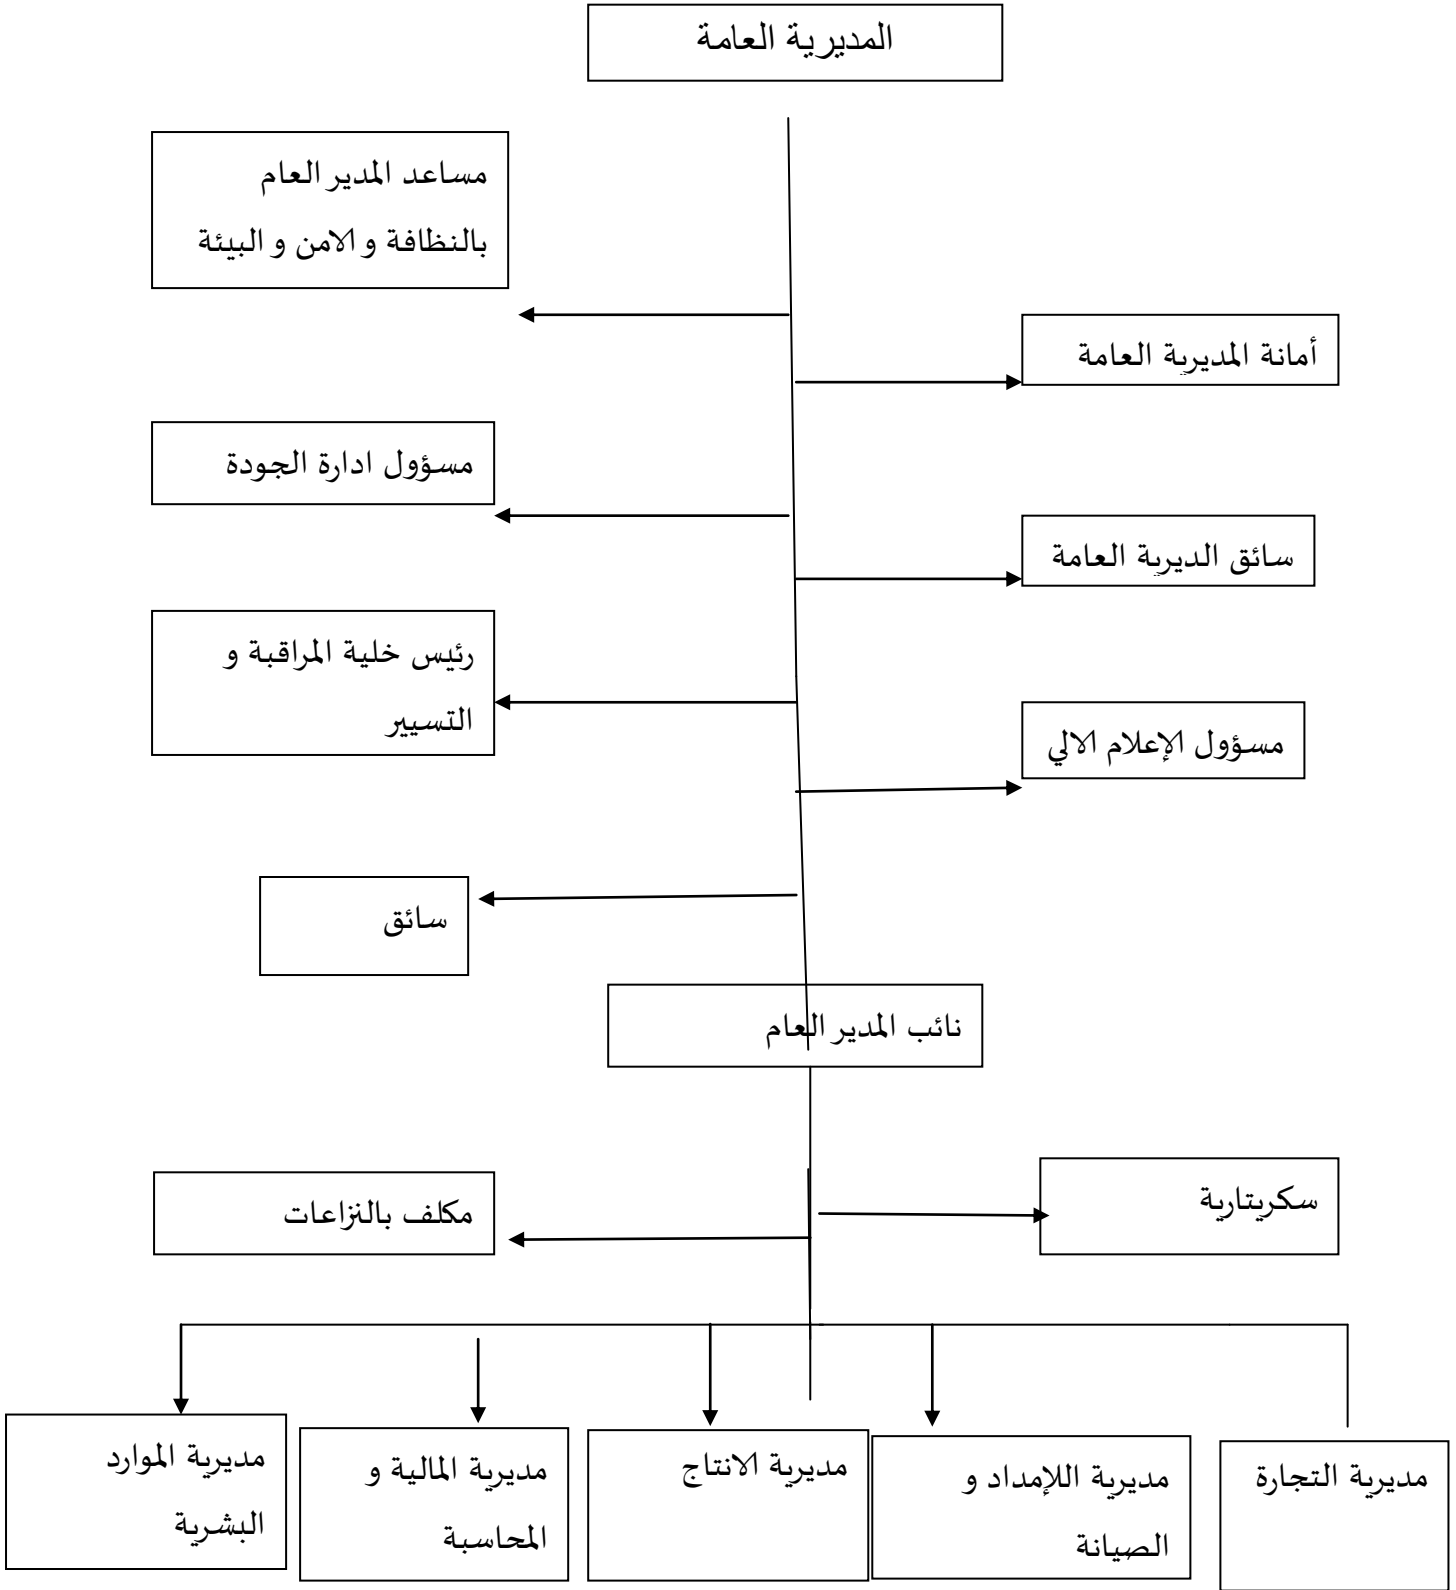 المديرية العامة
مساعد المدير العام
بالنظافة و الامن و البيئة
أمانة المديرية العامة
مسؤول ادارة الجودة
سائق الديرية العامة
رئيس خلية المراقبة و
التسيير
مسؤول الإعلام الالي
سائق
نائب المدير العام
سكريتارية
مكلف بالنزاعات
مديرية التجارة
مديرية اللإمداد و
الصيانة
مديرية الانتاج
مديرية المالية و
المحاسبة
مديرية الموارد
البشرية